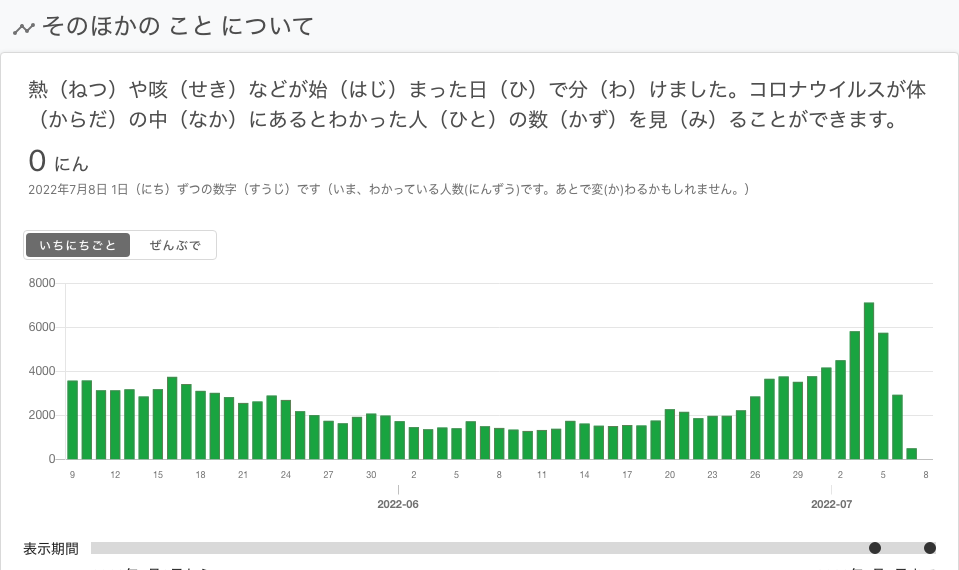 そのほかの こと について
熱（ねつ）や咳（せき）などが始（はじ）まった日（ひ）で分（わ）けました。コロナウイルスが体
（からだ）の中（なか）にあるとわかった人（ひと）の数（かず）を見（み）ることができます。
0 にん
2022年7月8日 1日（にち）ずつの数字（すうじ）です（いま、わかっている人数(にんずう)です。あとで変(か)わるかもしれません。）
いちにちごと ぜんぶで
8000
6000
4000
2000
0
9 12 15 18 21 24 27 30 2 5 8 11 14 17 20 23 26 29 2 5 8
2022-06 2022-07
表示期間